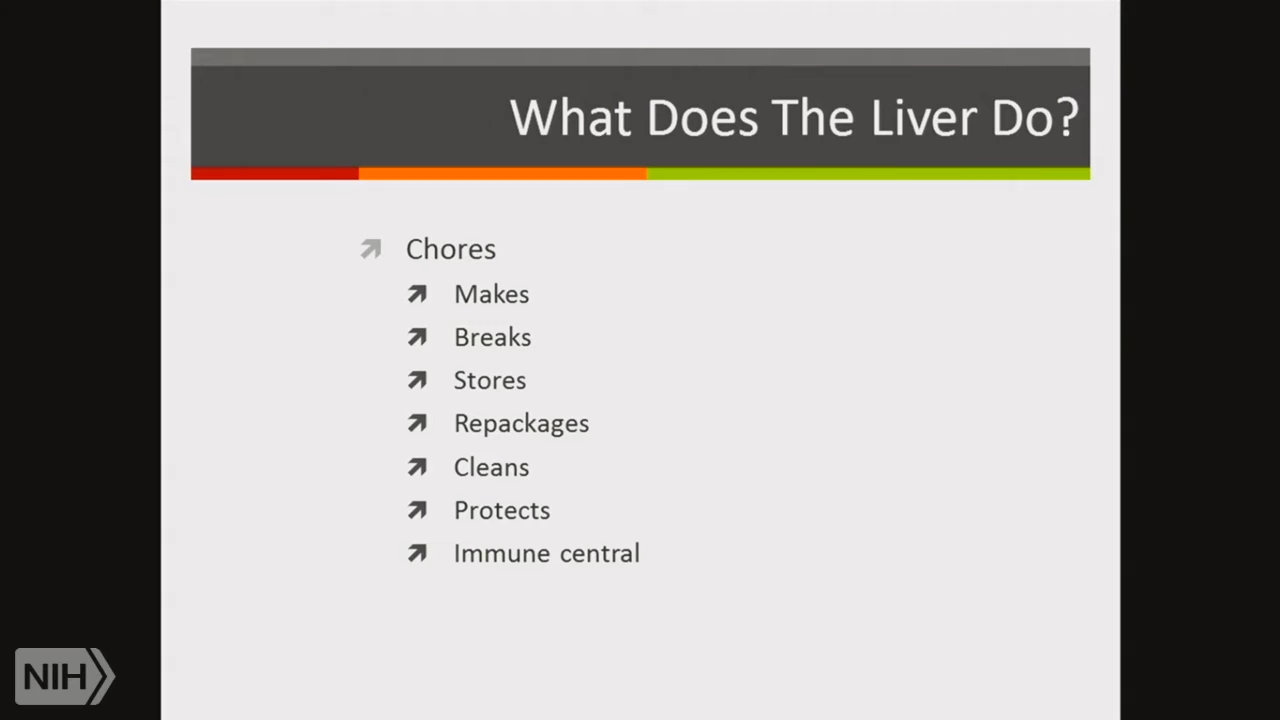 What Does The Liver Do?
Chores
Makes
Breaks
Stores
Repackages
Cleans
Protects
Immune central
NIH